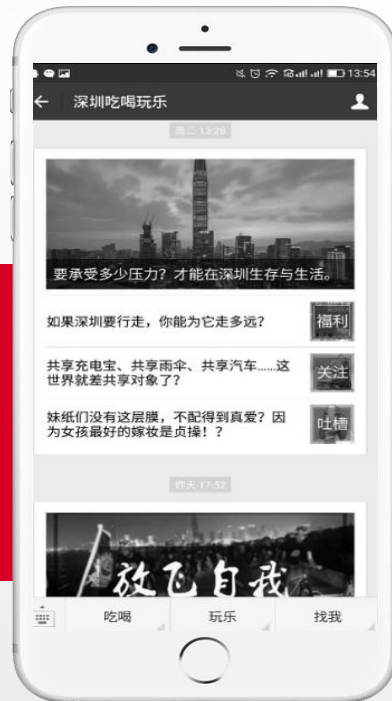 13:54
深圳吃喝玩乐
周二 13:28
要承受多少压力？才能在深圳生存与生活。
如果深圳要行走，你能为它走多远？
福利
共享充电宝、共享雨伞、共享汽车......这
世界就差共享对象了？
关注
妹纸们没有这层膜，不配得到真爱？因
为女孩最好的嫁妆是贞操！？
吐槽
昨天 17:52
放飞自我
吃喝
玩乐
找我